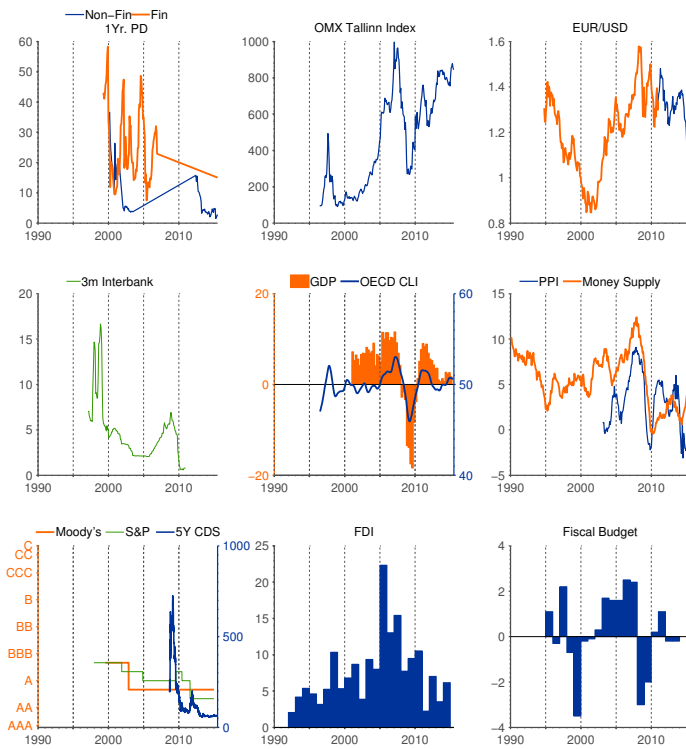 Non−Fin Fin
1Yr. PD
OMX Tallinn Index
EUR/USD
60
50
40
30
20
10
0
1990 2000 2010
1000
800
600
400
200
0
1990 2000 2010
1.6
1.4
1.2
1
0.8
1990 2000 2010
3m Interbank
GDP OECD CLI
PPI Money Supply
20
15
10
5
0
1990 2000 2010
20
0
−20
60
50
40
1990 2000 2010
15
10
5
0
−5
1990 2000 2010
Moody's S&P 5Y CDS
FDI
Fiscal Budget
C
CC
CCC
B
BB
BBB
A
AA
AAA
1000
500
0
1990 2000 2010
25
20
15
10
5
0
1990 2000 2010
4
2
0
−2
−4
1990 2000 2010